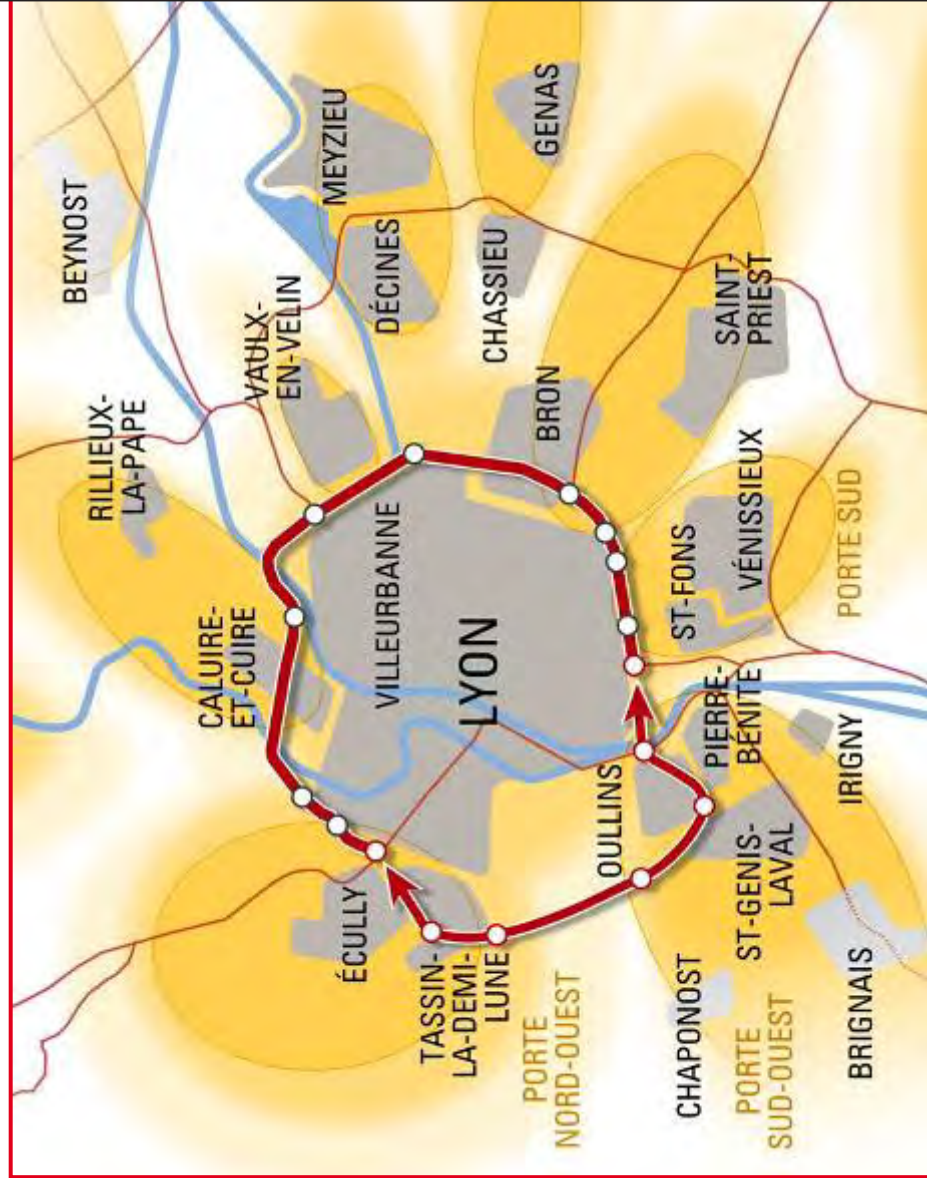 BEYNOST
RILLIEUX-
LA-PAPE
MEYZIEU
GENAS
VAULX-
EN-VELIN
DÉCINES
CHASSIEU
CALUIRE-
ET-CUIRE
VILLEURBANNE
BRON
SAINT-
PRIEST
LYON
ST-FONS
VÉNISSIEUX
PORTE SUD
ÉCULLY
OULLINS
PIERRE-
BÉNITE
IRIGNY
TASSIN-
LA-DEMI-
LUNE
ST-GENIS-
LAVAL
PORTE
NORD-OUEST
CHAPONOST
PORTE
SUD-OUEST
BRIGNAIS